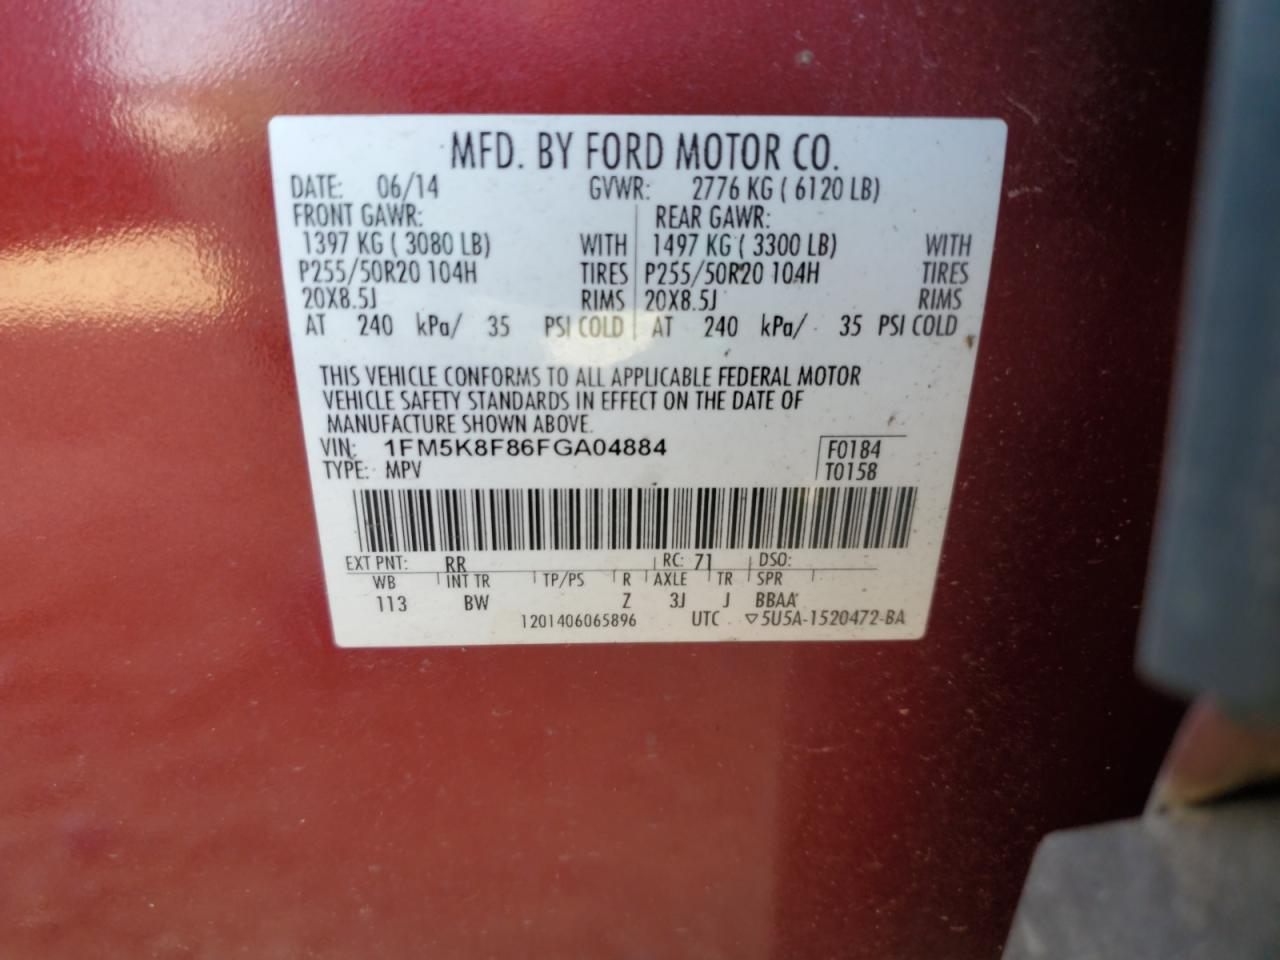 MFD. BY FORD MOTOR CO.
DATE: 06/14 GVWR: 2776 KG ( 6120 LB)
FRONT GAWR: REAR GAWR:
1397 KG ( 3080 LB) WITH 1497 KG ( 3300 LB) WITH
P255/50R20 104H TIRES P255/50R20 104H TIRES
20X8.5J RIMS 20X8.5J RIMS
AT 240 kPa/ 35 PSI COLD AT 240 kPa/ 35 PSI COLD
THIS VEHICLE CONFORMS TO ALL APPLICABLE FEDERAL MOTOR
VEHICLE SAFETY STANDARDS IN EFFECT ON THE DATE OF
MANUFACTURE SHOWN ABOVE.
VIN: 1FM5K8F86FGA04884 F0184
TYPE: MPV T0158
EXT PNT: RR RC: 71 DSO:
WB INT TR TP/PS R AXLE TR SPR
113 BW Z 3J J BBAA
1201406065896 UTC ▽5U5A-1520472-BA